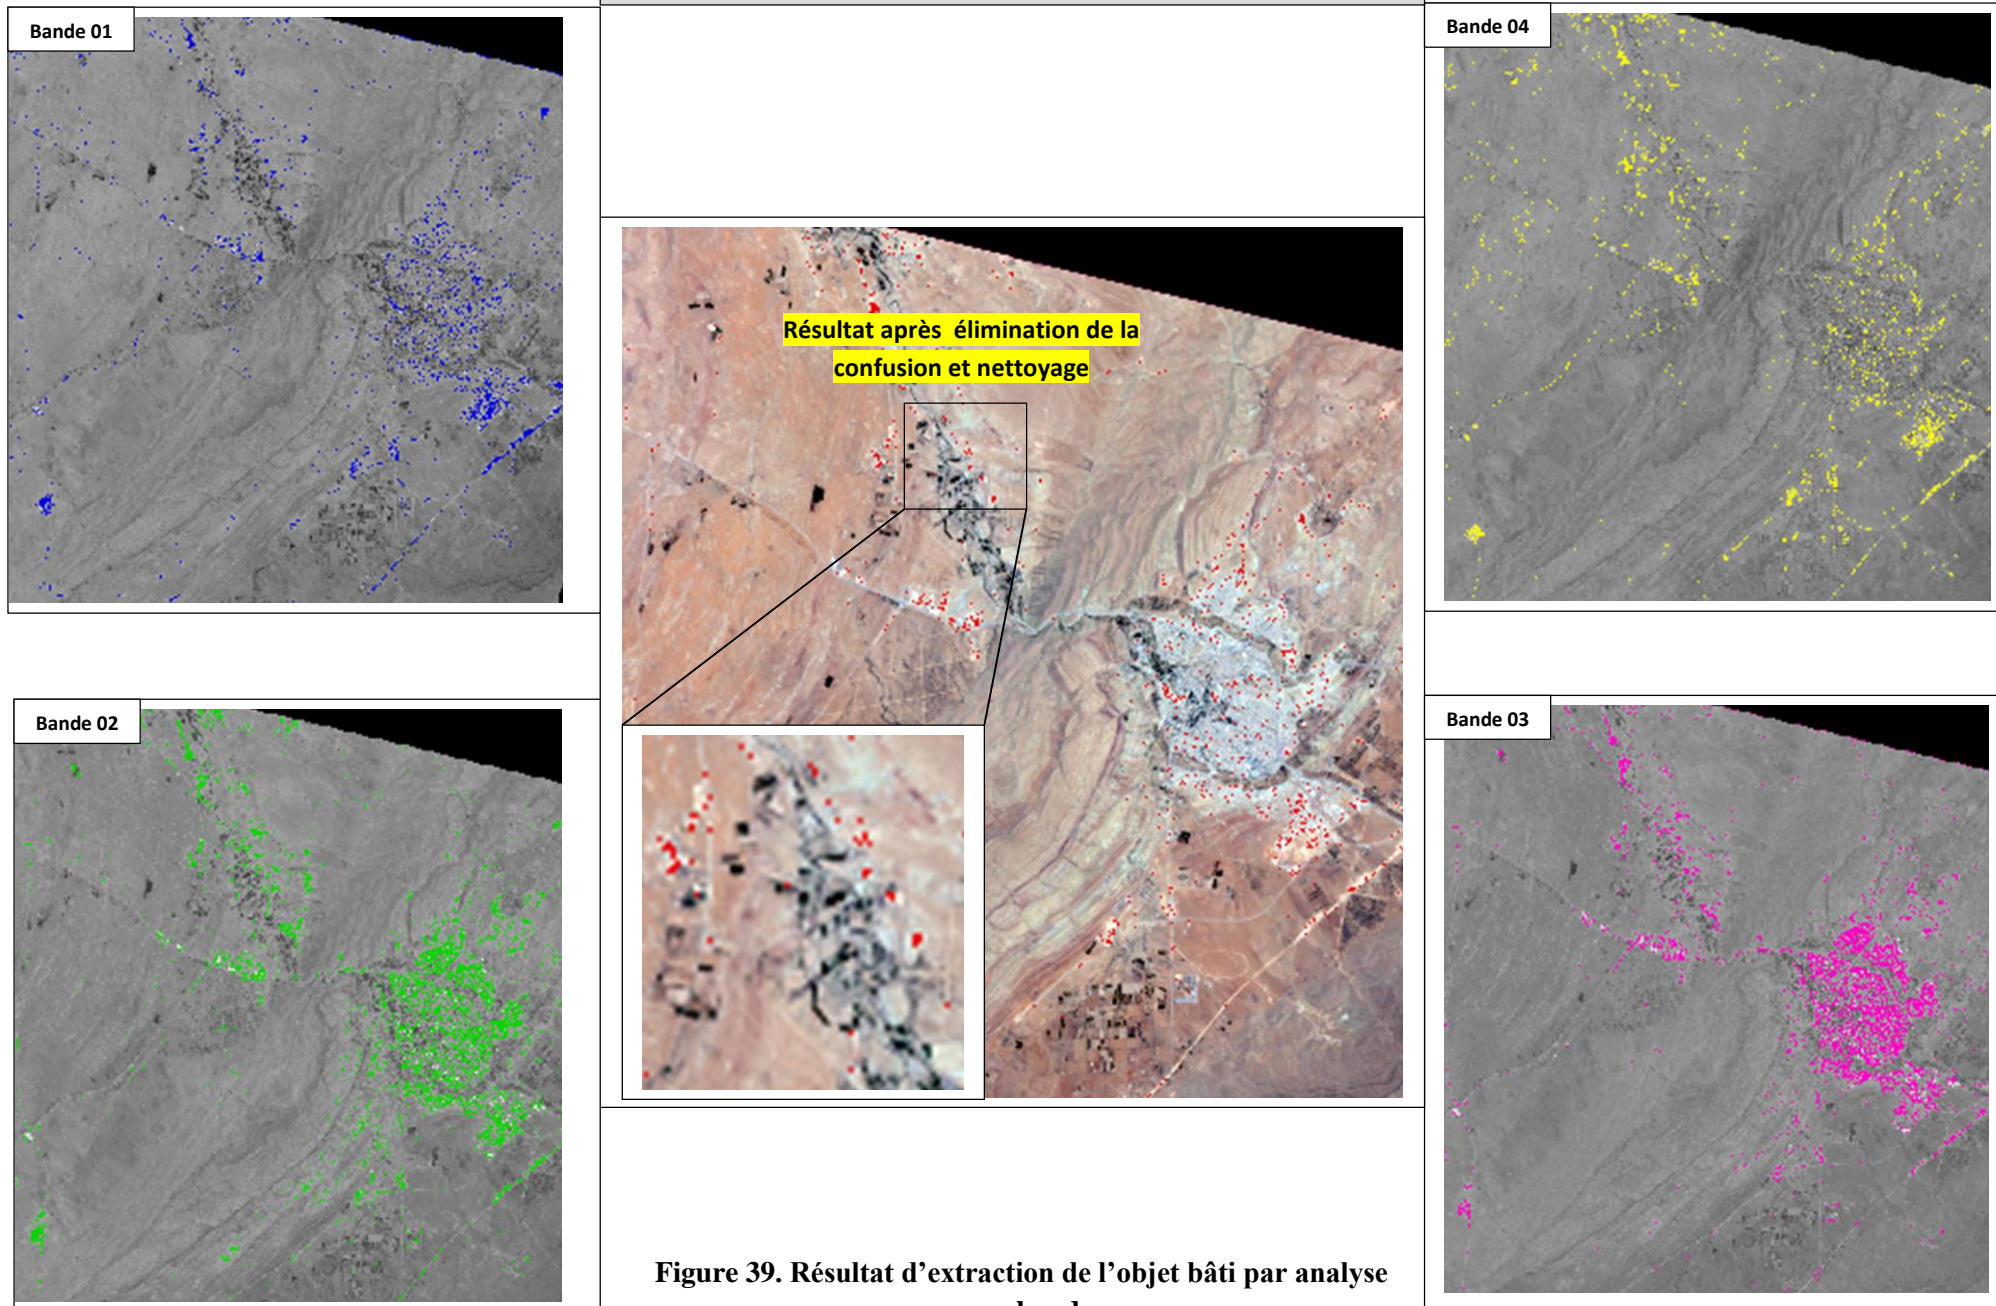 Bande 01
Bande 04
Résultat après élimination de la
confusion et nettoyage
Bande 02
Bande 03
Figure 39. Résultat d’extraction de l’objet bâti par analyse